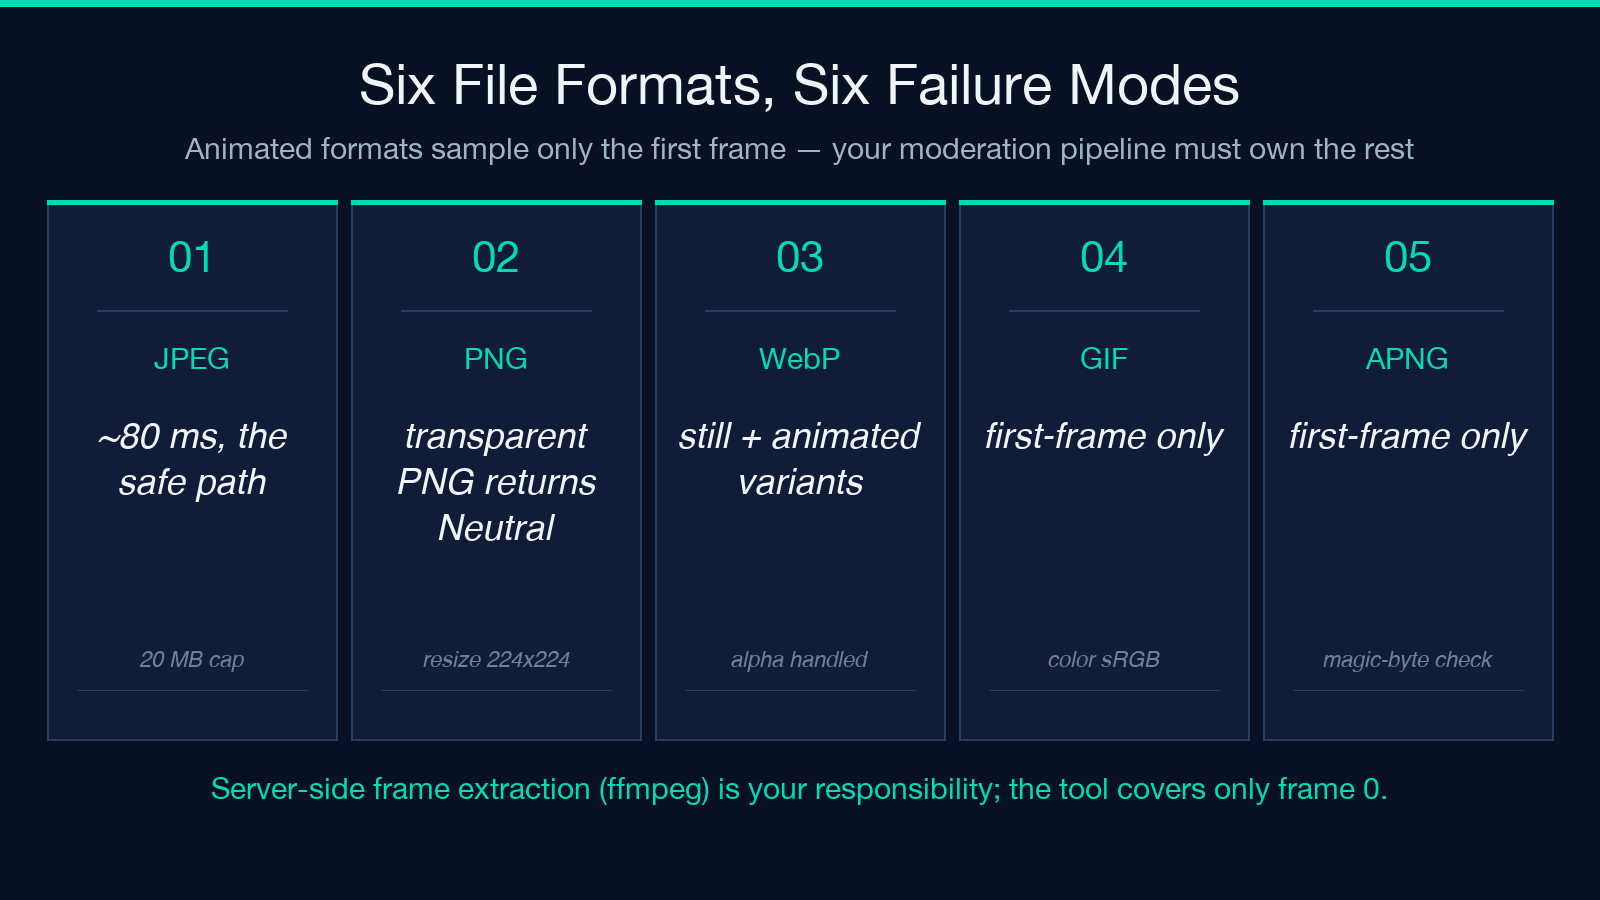 Six File Formats, Six Failure Modes
Animated formats sample only the first frame — your moderation pipeline must own the rest
01
JPEG
~80 ms, the
safe path
20 MB cap
02
PNG
transparent
PNG returns
Neutral
resize 224x224
03
WebP
still + animated
variants
alpha handled
04
GIF
first-frame only
color sRGB
05
APNG
first-frame only
magic-byte check
Server-side frame extraction (ffmpeg) is your responsibility; the tool covers only frame 0.